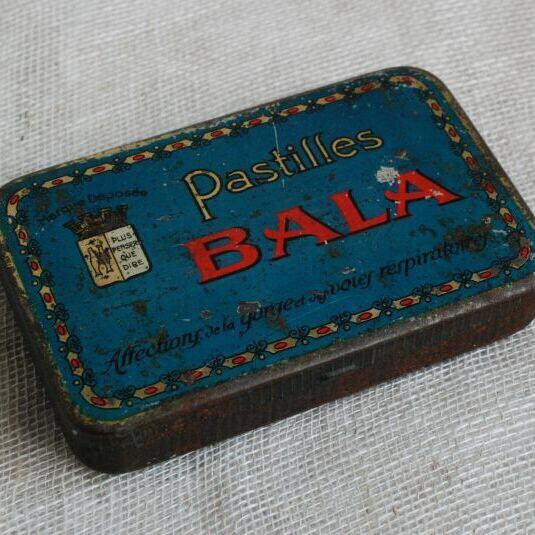 Pastilles
BALA
Marque Déposée
M
PLUS
PENSER
QUE
DIRE
Affections de la gorge et des voies respiratoires